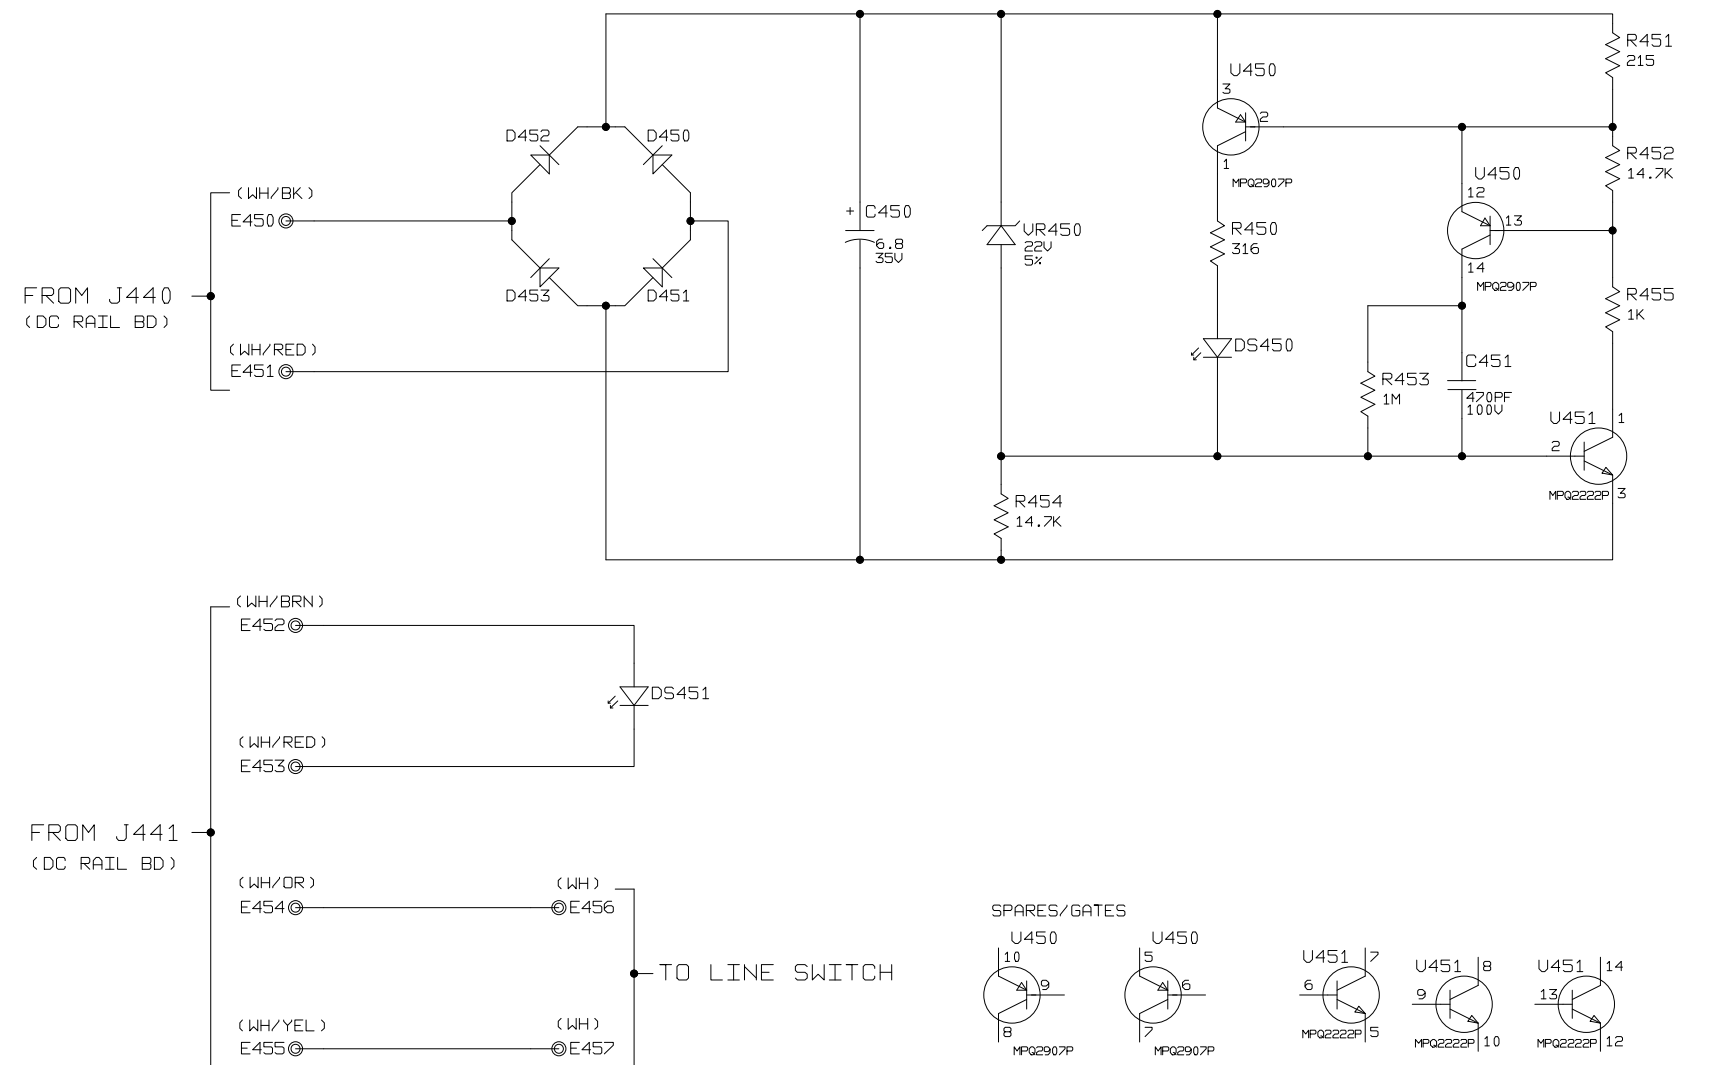 R451
215
U450
3
2
1
MPQ2907P
D452
D450
R452
14.7K
U450
12
13
14
MPQ2907P
(WH/BK)
E450
+ C450
6.8
35V
VR450
22V
5%
R450
316
FROM J440
(DC RAIL BD)
D453
D451
R455
1K
(WH/RED)
E451
DS450
C451
470PF
100V
R453
1M
U451
1
2
MPQ2222P 3
R454
14.7K
(WH/BRN)
E452
DS451
(WH/RED)
E453
FROM J441
(DC RAIL BD)
(WH/OR)
E454
(WH)
E456
TO LINE SWITCH
(WH/YEL)
E455
(WH)
E457
SPARES/GATES
U450
10
9
8
MPQ2907P
U450
5
6
7
MPQ2907P
U451
7
6
MPQ2222P 5
U451
8
9
MPQ2222P 10
U451
14
13
MPQ2222P 12